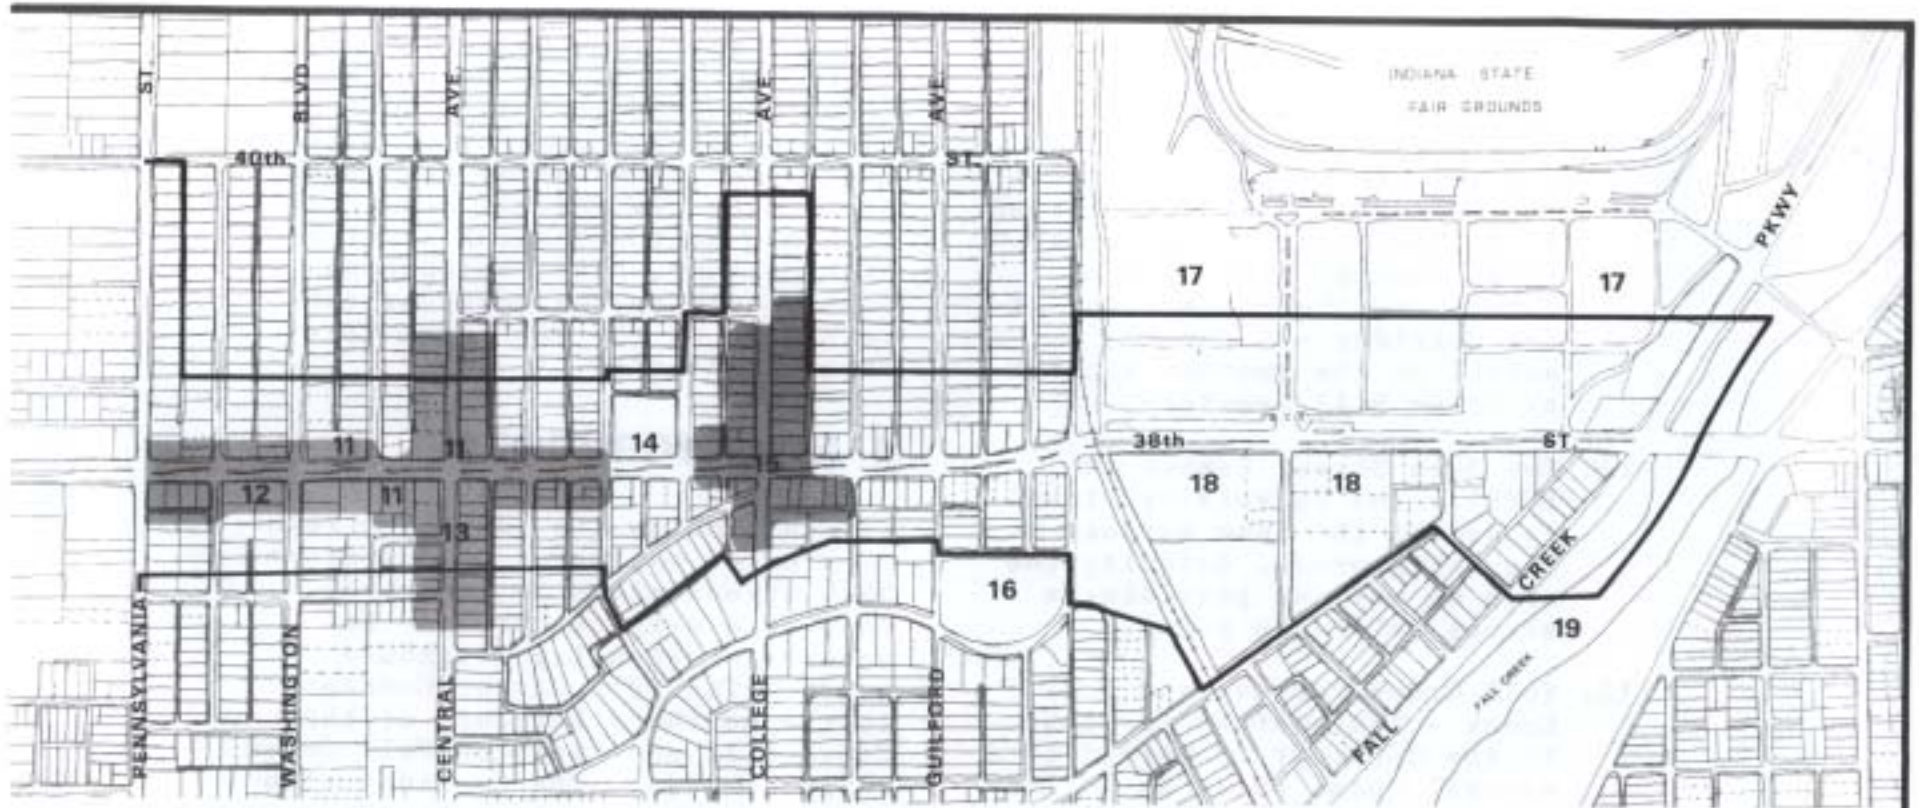 ST.
BLVD
AVE
AVE
AVE
INDIANA STATE
FAIR GROUNDS
40th
ST.
PKWY
17
17
11
11
14
15
38th
ST.
12
11
18
18
13
CREEK
16
19
FALL CREEK
PENNSYLVANIA
WASHINGTON
CENTRAL
COLLEGE
GUILFORD
FALL